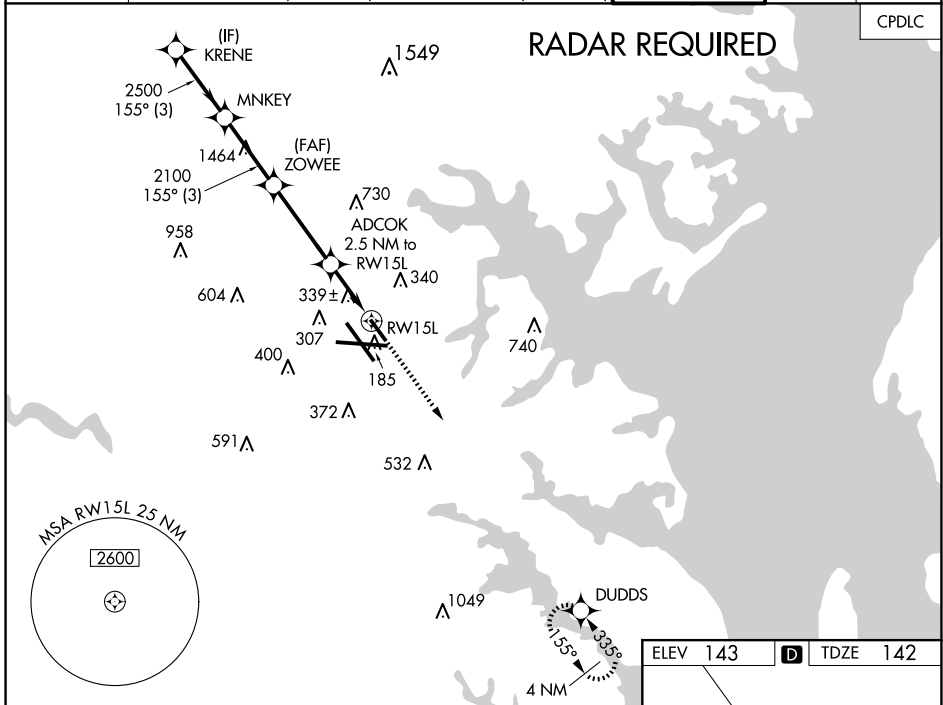 CPDLC
RADAR REQUIRED
(IF)
KRENE
1549
2500
155° (3)
MNKEY
1464
(FAF)
ZOWEE
2100
155° (3)
730
958
ADCOK
2.5 NM to
RW15L
340
604
339±
307
RW15L
740
400
185
372
591
532
MSA RW15L 25 NM
2600
1049
DUDDS
155°
335°
4 NM
ELEV 143 D TDZE 142